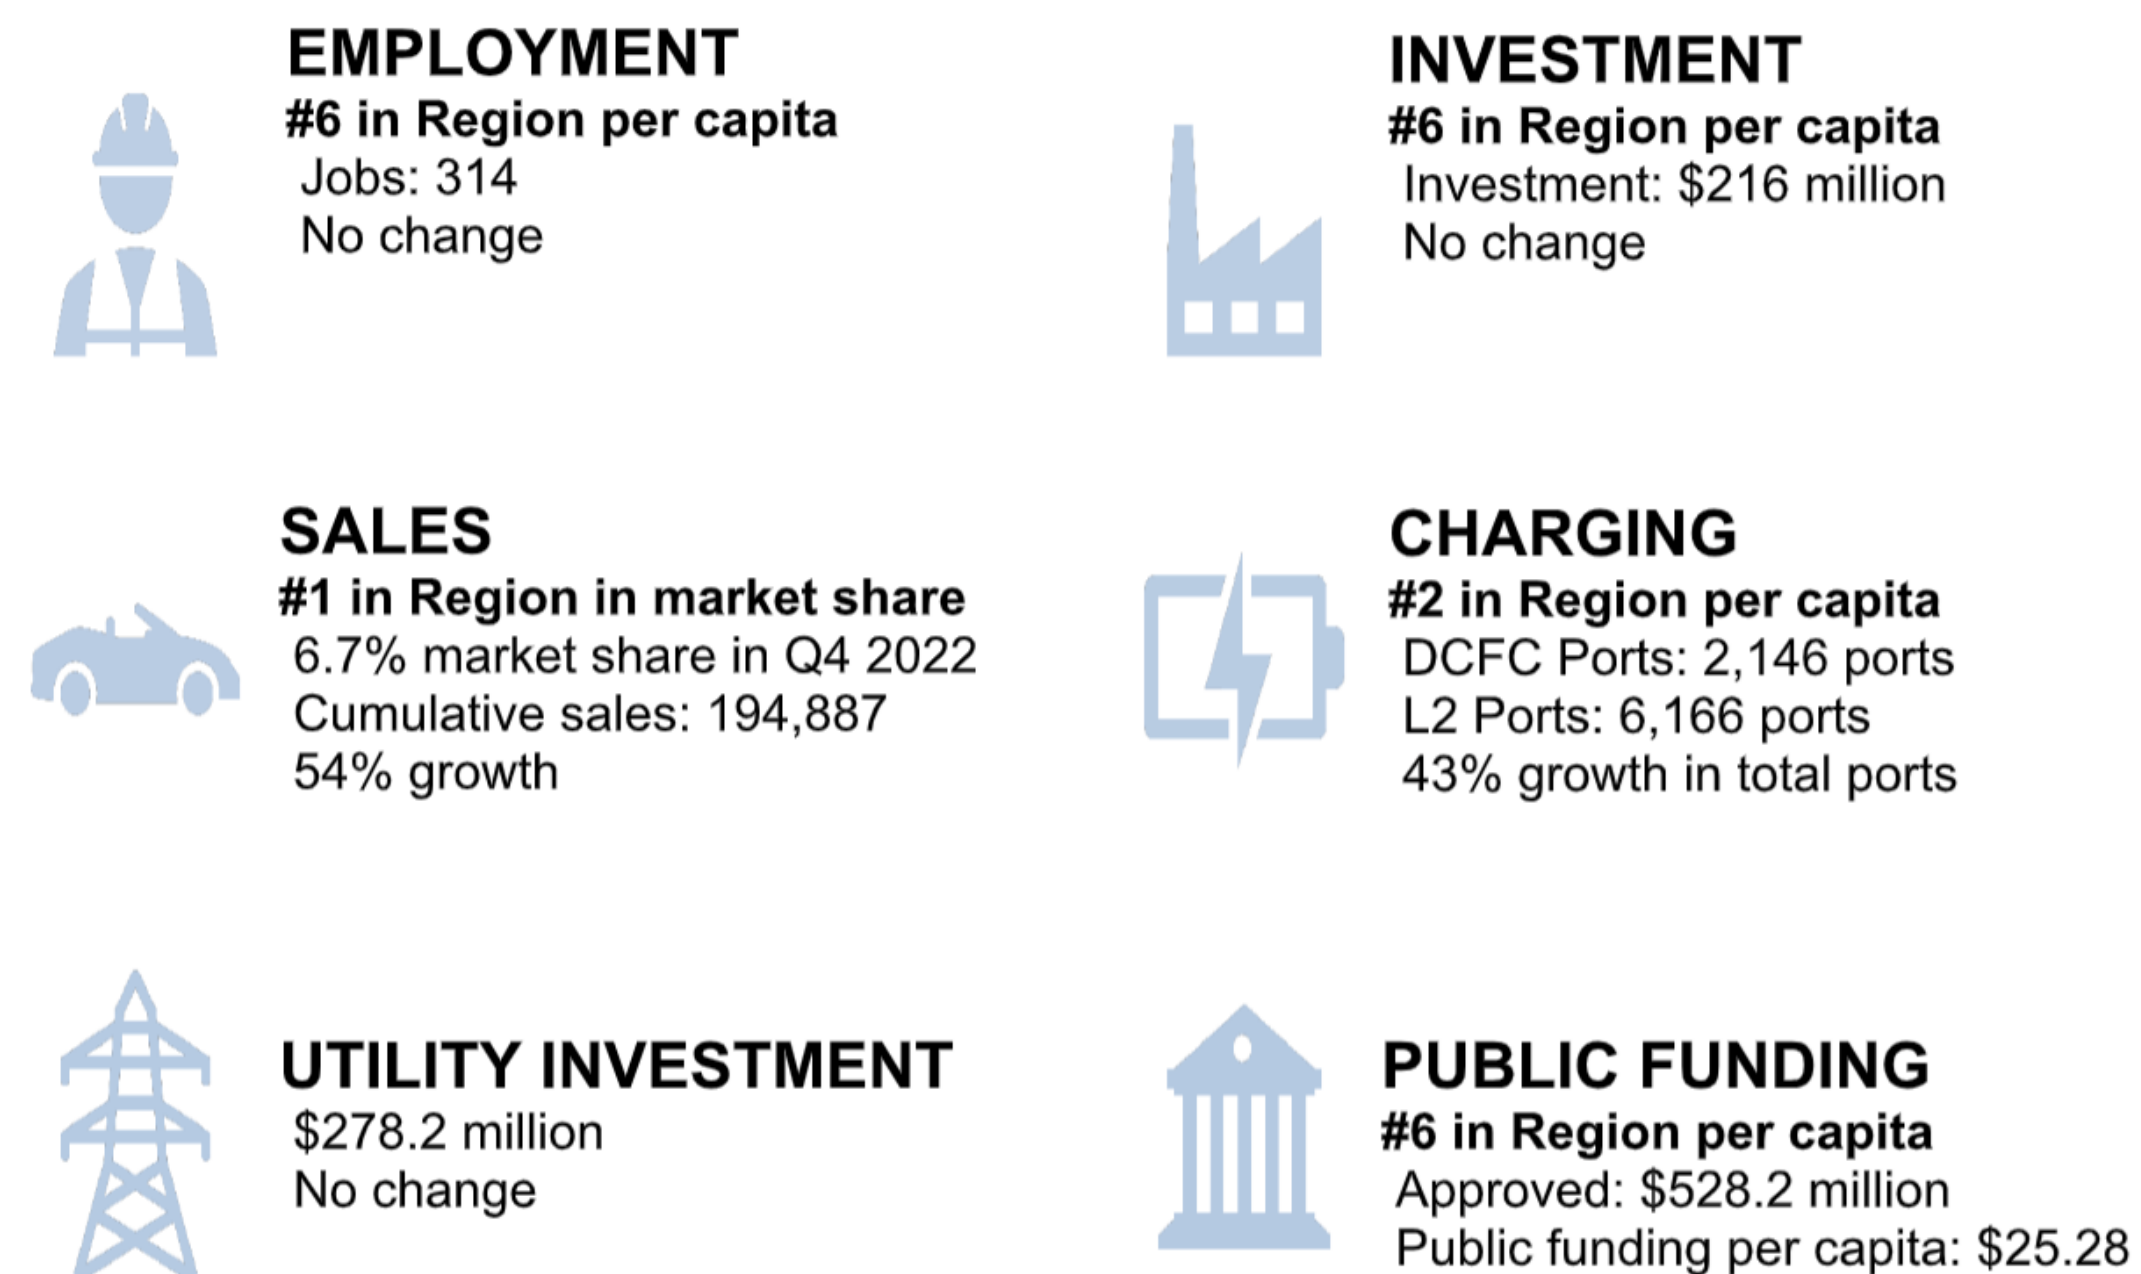 EMPLOYMENT
#6 in Region per capita
Jobs: 314
No change
INVESTMENT
#6 in Region per capita
Investment: $216 million
No change
SALES
#1 in Region in market share
6.7% market share in Q4 2022
Cumulative sales: 194,887
54% growth
CHARGING
#2 in Region per capita
DCFC Ports: 2,146 ports
L2 Ports: 6,166 ports
43% growth in total ports
UTILITY INVESTMENT
$278.2 million
No change
PUBLIC FUNDING
#6 in Region per capita
Approved: $528.2 million
Public funding per capita: $25.28